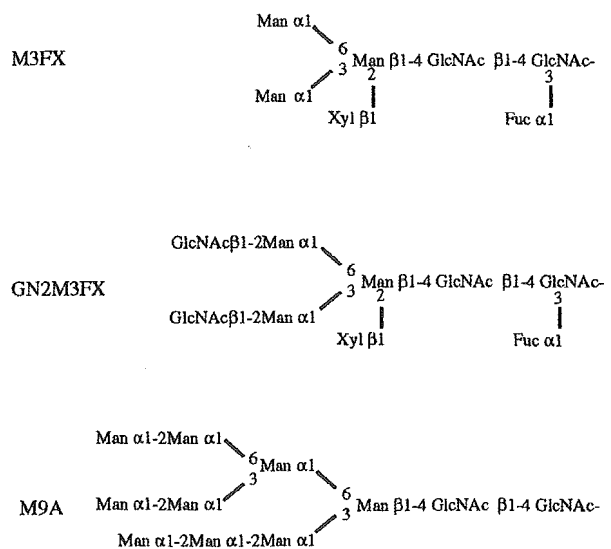 Man α1
M3FX
6
3
Man β1-4 GlcNAc β1-4 GlcNAc-
2
3
Man α1
Xyl β1
Fuc α1
GlcNAcβ1-2Man α1
GN2M3FX
6
3
Man β1-4 GlcNAc β1-4 GlcNAc-
2
3
GlcNAcβ1-2Man α1
Xyl β1
Fuc α1
Man α1-2Man α1
6
3
Man α1
M9A
Man α1-2Man α1
6
3
Man β1-4 GlcNAc β1-4 GlcNAc-
Man α1-2Man α1-2Man α1